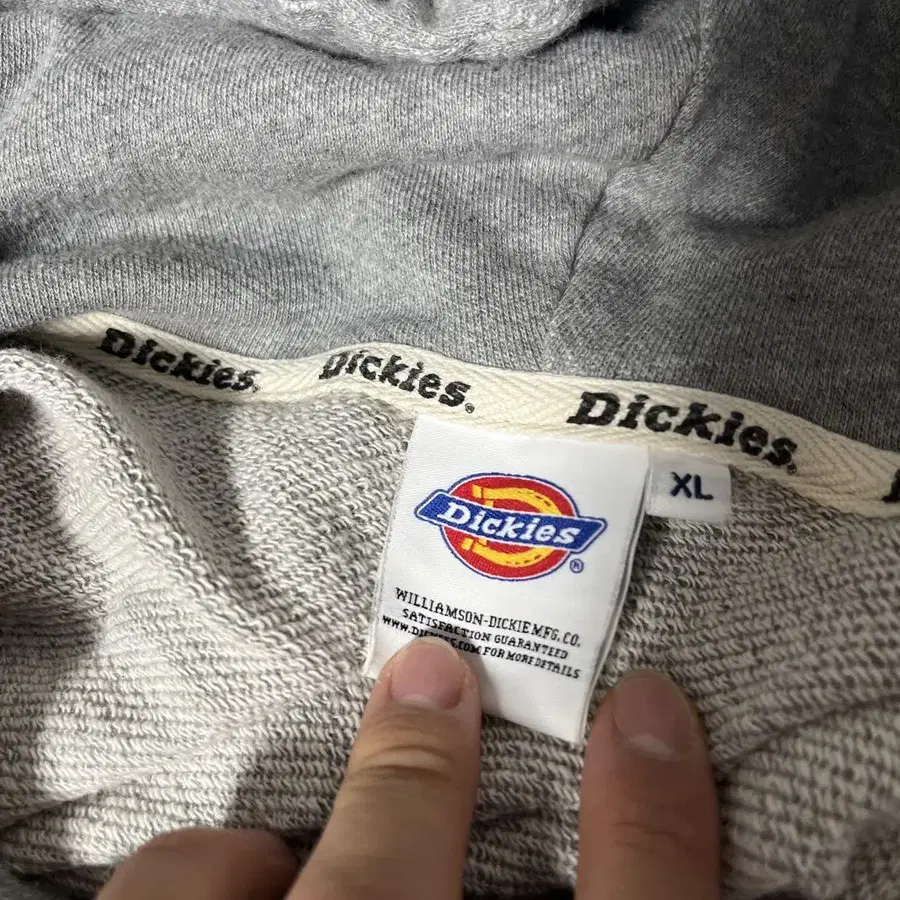 Dickies®
Dickies®
Dickies®
XL
Dickies®
WILLIAMSON-DICKIE MFG. CO.
SATISFACTION GUARANTEED
FOR MORE DETAILS